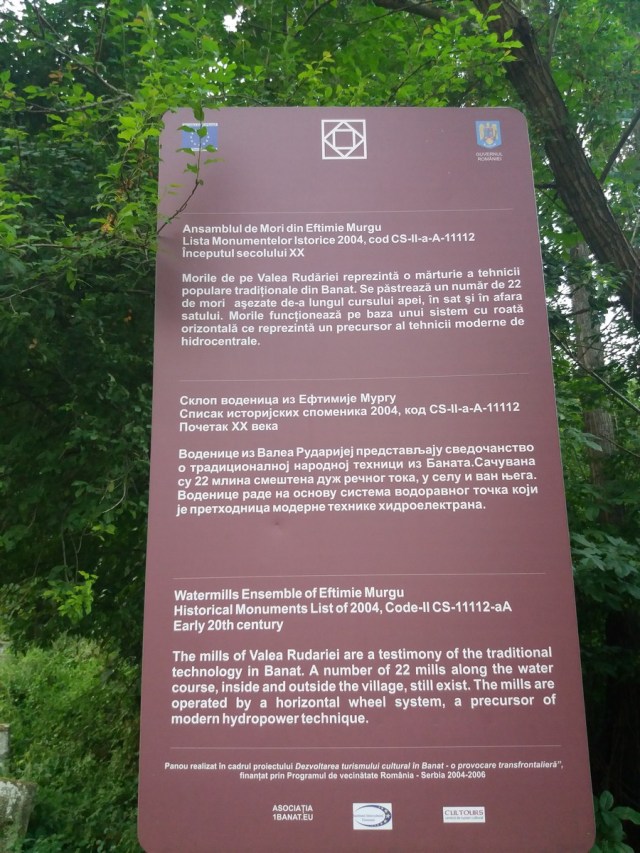 GUVERNUL
ROMÂNIEI
Ansamblul de Mori din Eftimie Murgu
Lista Monumentelor Istorice 2004, cod CS-II-a-A-11112
Începutul secolului XX
Morile de pe Valea Rudăriei reprezintă o mărturie a tehnicii
populare tradiționale din Banat. Se păstrează un număr de 22
de mori aşezate de-a lungul cursului apei, în sat şi în afara
satului. Morile funcționează pe baza unui sistem cu roată
orizontală ce reprezintă un precursor al tehnicii moderne de
hidrocentrale.
Склоп воденица из Ефтимије Мургу
Списак историјских споменика 2004, код CS-II-a-A-11112
Почетак XX века
Воденице из Валеа Рударијеј представљају сведочанство
о традиционалној народној техници из Баната.Сачувана
су 22 млина смештена дуж речног тока, у селу и ван њега.
Воденице раде на основу система водоравног точка који
је претходница модерне технике хидроелектрана.
Watermills Ensemble of Eftimie Murgu
Historical Monuments List of 2004, Code-II CS-11112-aA
Early 20th century
The mills of Valea Rudariei are a testimony of the traditional
technology in Banat. A number of 22 mills along the water
course, inside and outside the village, still exist. The mills are
operated by a horizontal wheel system, a precursor of
modern hydropower technique.
Panou realizat în cadrul proiectului Dezvoltarea turismului cultural în Banat - o provocare transfrontalieră",
finanțat prin Programul de vecinătate România - Serbia 2004-2006
ASOCIAȚIA
1BANAT.EU
CULTOURS